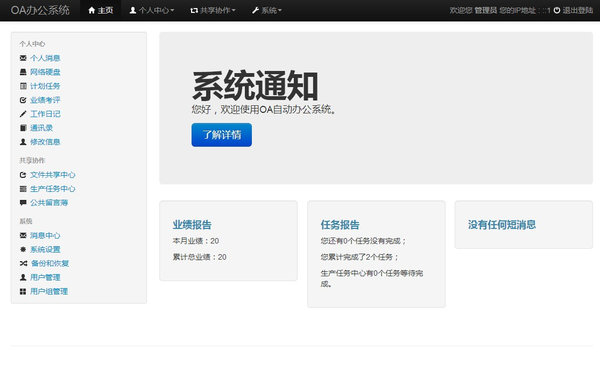 OA办公系统 主页 个人中心 共享协作 系统 欢迎您 管理员 您的IP地址：::1 退出登陆
个人中心
个人消息
网络硬盘
计划任务
业绩考评
工作日记
通讯录
修改信息
共享协作
文件共享中心
生产任务中心
公共留言薄
系统
消息中心
系统设置
备份和恢复
用户管理
用户组管理
系统通知
您好，欢迎使用OA自动办公系统。
了解详情
业绩报告
本月业绩：20
累计总业绩：20
任务报告
您还有0个任务没有完成；
您累计完成了2个任务；
生产任务中心有0个任务等待完
成。
没有任何短消息